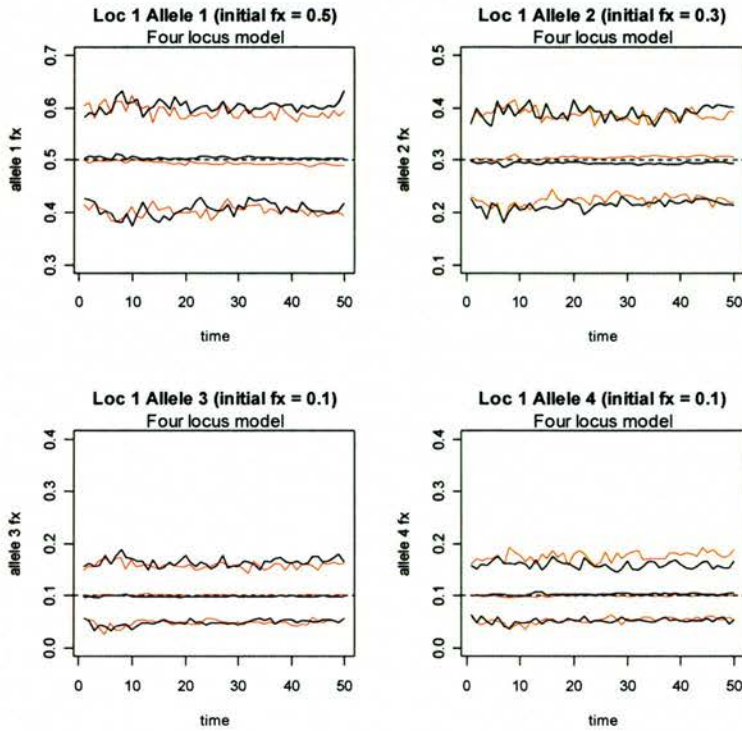 Loc 1 Allele 1 (initial fx = 0.5)
Four locus model
allele 1 fx
0.7
0.6
0.5
0.4
0.3
0 10 20 30 40 50
time
Loc 1 Allele 2 (initial fx = 0.3)
Four locus model
allele 2 fx
0.5
0.4
0.3
0.2
0.1
0 10 20 30 40 50
time
Loc 1 Allele 3 (initial fx = 0.1)
Four locus model
allele 3 fx
0.4
0.3
0.2
0.1
0.0
0 10 20 30 40 50
time
Loc 1 Allele 4 (initial fx = 0.1)
Four locus model
allele 4 fx
0.4
0.3
0.2
0.1
0.0
0 10 20 30 40 50
time